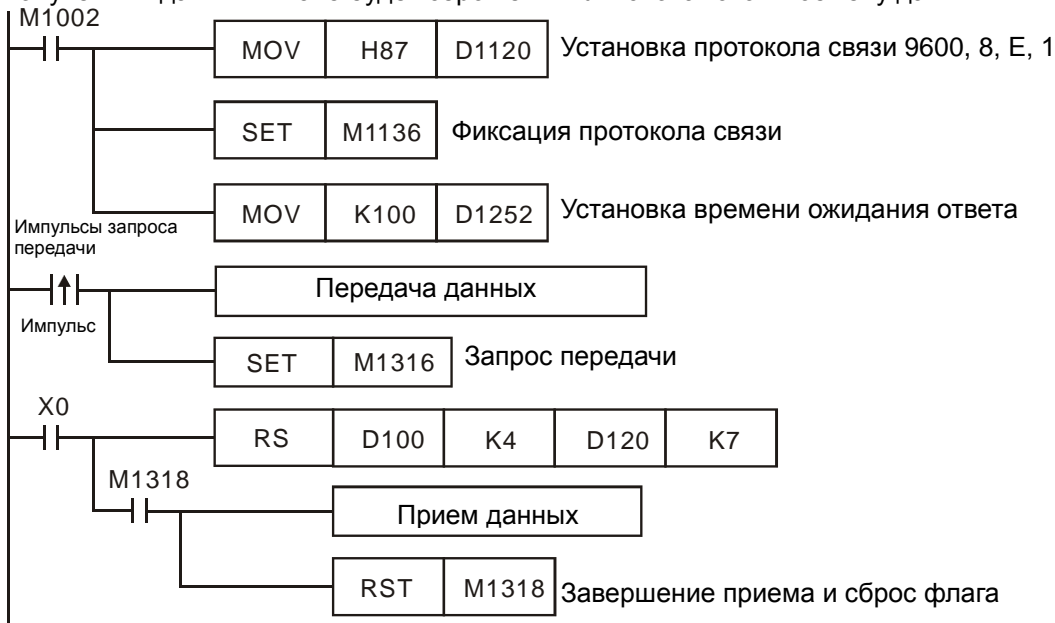 M1002
MOV H87 D1120 Установка протокола связи 9600, 8, E, 1
SET M1136 Фиксация протокола связи
MOV K100 D1252 Установка времени ожидания ответа
Импульсы запроса
передачи
Передача данных
Импульс
SET M1316 Запрос передачи
X0
RS D100 K4 D120 K7
M1318
Прием данных
RST M1318 Завершение приема и сброс флага